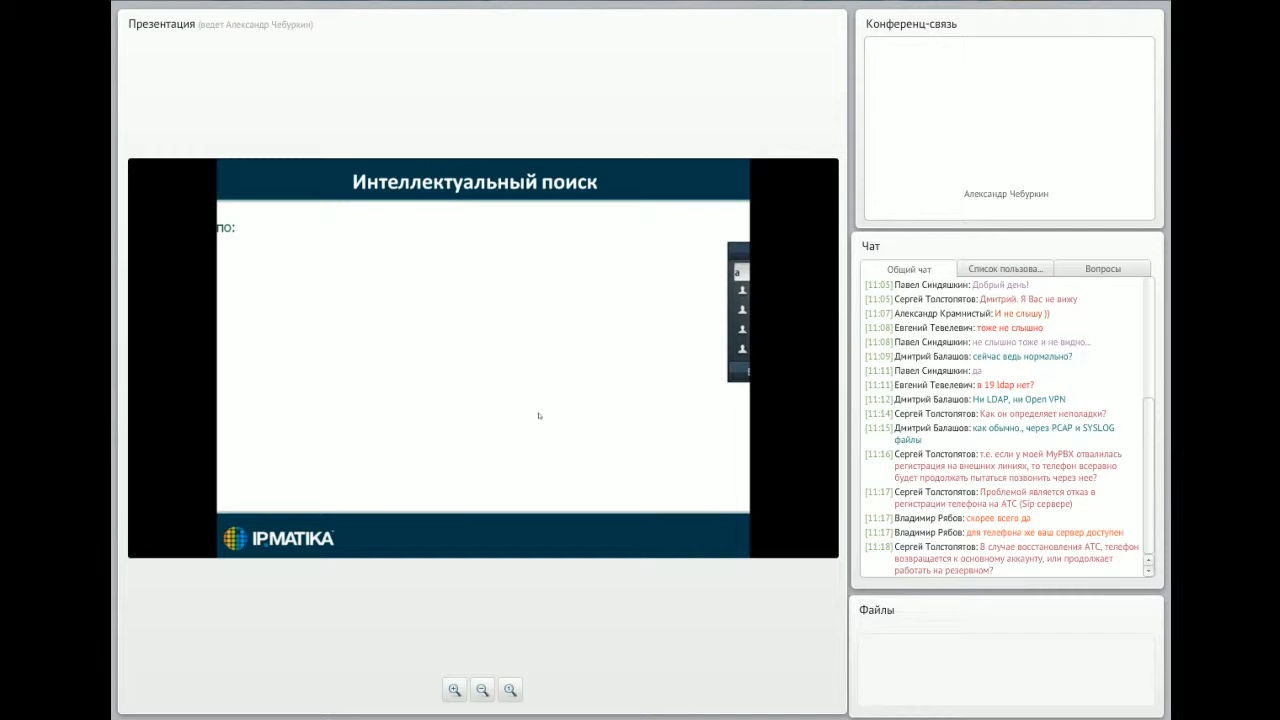 Презентация (ведет Александр Чебуркин)
Интеллектуальный поиск
по:
a
IPMATIKA
Конференц-связь
Александр Чебуркин
Чат
Общий чат
Список пользова...
Вопросы
[11:05] Павел Синдяшкин: Добрый день!
[11:05] Сергей Толстопятов: Дмитрий. Я Вас не вижу
[11:07] Александр Крамнистый: И не слышу ))
[11:08] Евгений Тевелевич: тоже не слышно
[11:08] Павел Синдяшкин: не слышно тоже и не видно...
[11:09] Дмитрий Балашов: сейчас ведь нормально?
[11:11] Павел Синдяшкин: да
[11:11] Евгений Тевелевич: в 19 ldap нет?
[11:12] Дмитрий Балашов: Ни LDAP, ни Open VPN
[11:14] Сергей Толстопятов: Как он определяет неполадки?
[11:15] Дмитрий Балашов: как обычно., через PCAP и SYSLOG
файлы
[11:16] Сергей Толстопятов: т.е. если у моей MyPBX отвалилась
регистрация на внешних линиях, то телефон всеравно
будет продолжать пытаться позвонить через нее?
[11:17] Сергей Толстопятов: Проблемой является отказ в
регистрации телефона на АТС (Sip сервере)
[11:17] Владимир Рябов: скорее всего да
[11:17] Владимир Рябов: для телефона же ваш сервер доступен
[11:18] Сергей Толстопятов: В случае восстановления АТС, телефон
возвращается к основному аккаунту, или продолжает
работать на резервном?
Файлы